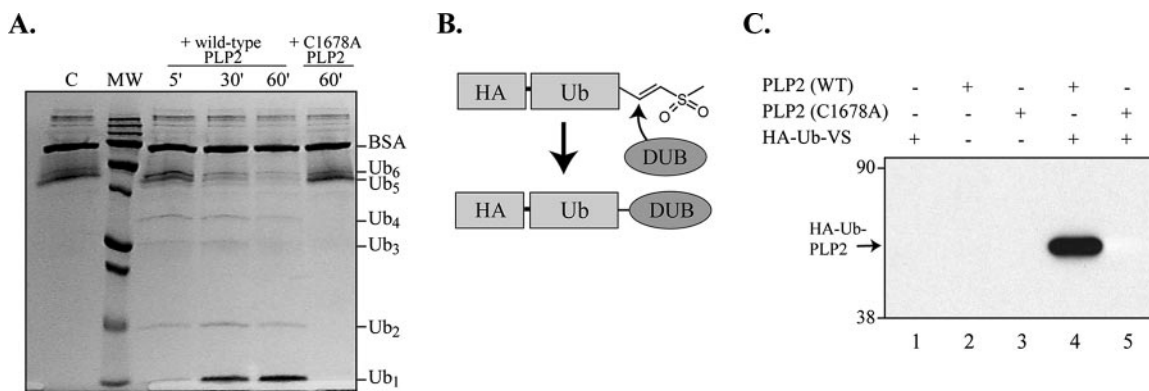 A.
+ wild-type + C1678A
PLP2 PLP2
C MW 5' 30' 60' 60'
BSA
Ub6
Ub5
Ub4
Ub3
Ub2
Ub1
B.
HA Ub S O O
DUB
HA Ub DUB
C.
PLP2 (WT) - + - + -
PLP2 (C1678A) - - + - +
HA-Ub-VS + - - + +
90
HA-Ub-
PLP2
38
1 2 3 4 5